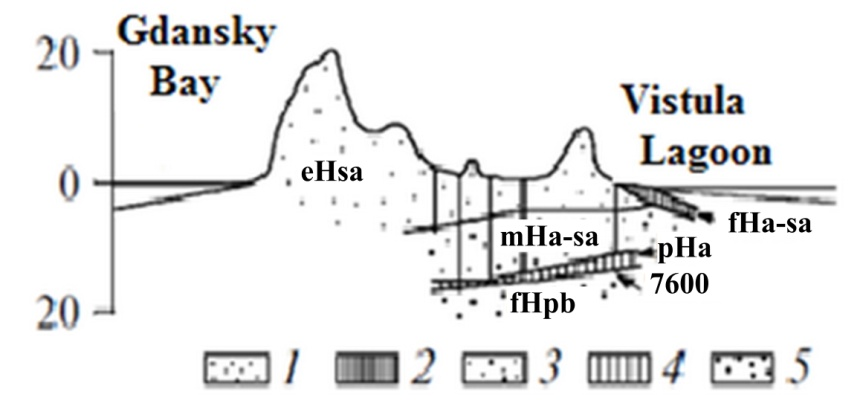 Gdansky
Bay
20
0
20
Vistula
Lagoon
eHsa
mHa-sa
fHa-sa
pHa
7600
fHpb
1 2 3 4 5